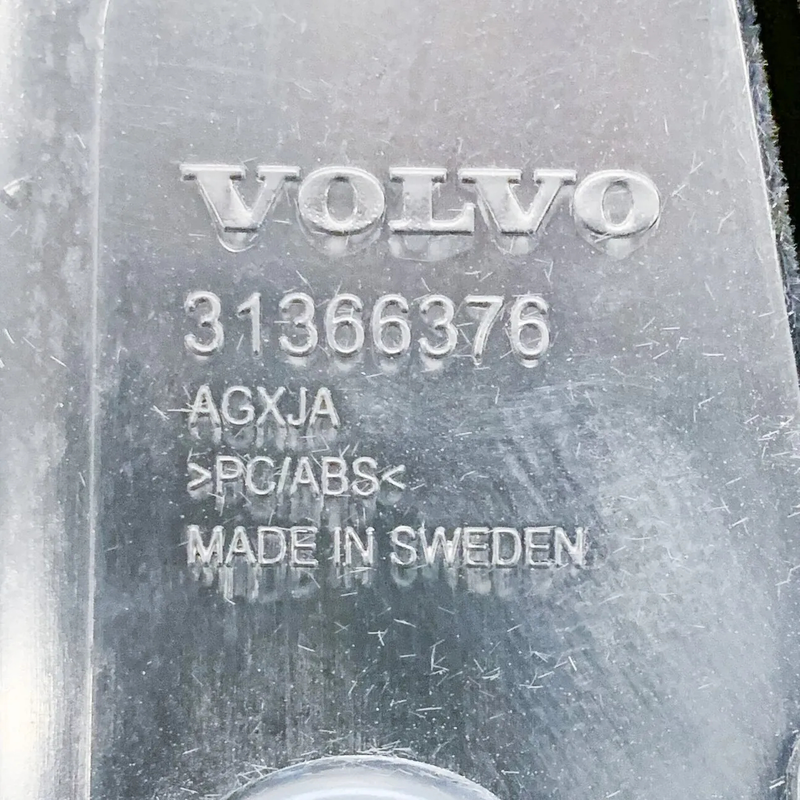 VOLVO
31366376
AGXJA
>PC/ABS<
MADE IN SWEDEN